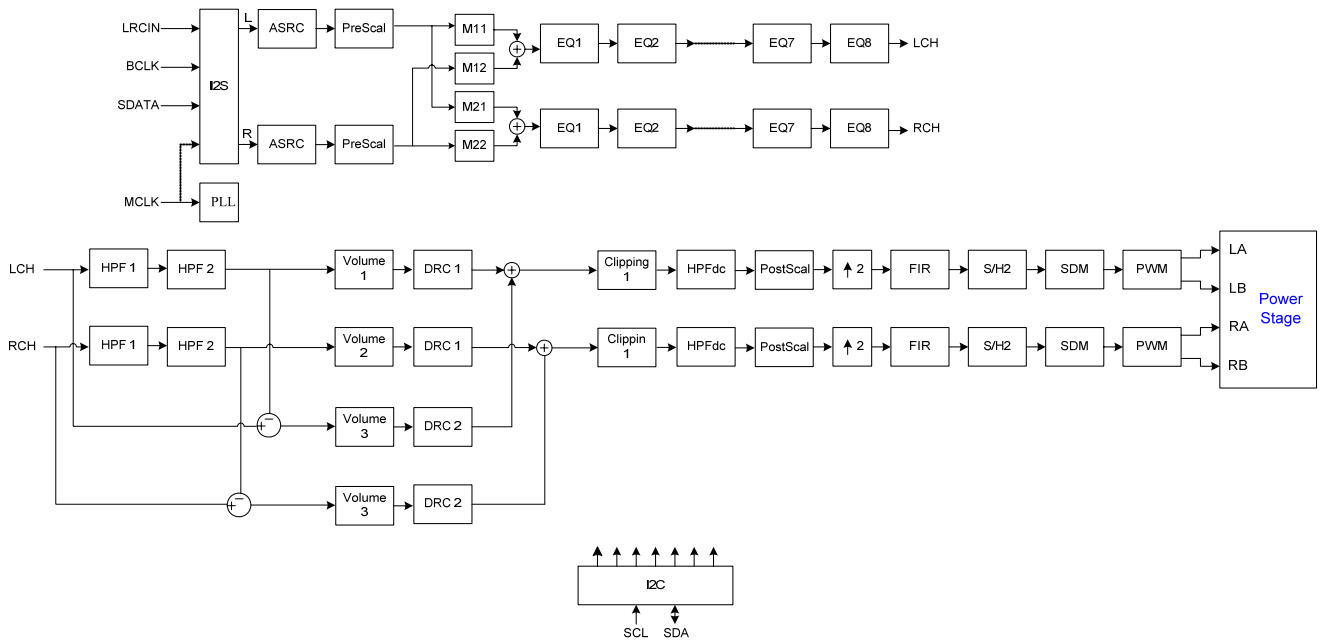 LRCIN
BCLK
SDATA
MCLK
I2S
PLL
L
ASRC
PreScal
M11
M12
EQ1
EQ2
EQ7
EQ8
LCH
R
ASRC
PreScal
M21
M22
EQ1
EQ2
EQ7
EQ8
RCH
LCH
HPF 1
HPF 2
Volume
1
DRC 1
Clipping
1
HPFdc
PostScal
↑ 2
FIR
S/H2
SDM
PWM
LA
LB
RCH
HPF 1
HPF 2
Volume
2
DRC 1
Clippin
1
HPFdc
PostScal
↑ 2
FIR
S/H2
SDM
PWM
RA
RB
Power
Stage
+
−
Volume
3
DRC 2
+
−
Volume
3
DRC 2
I2C
SCL
SDA